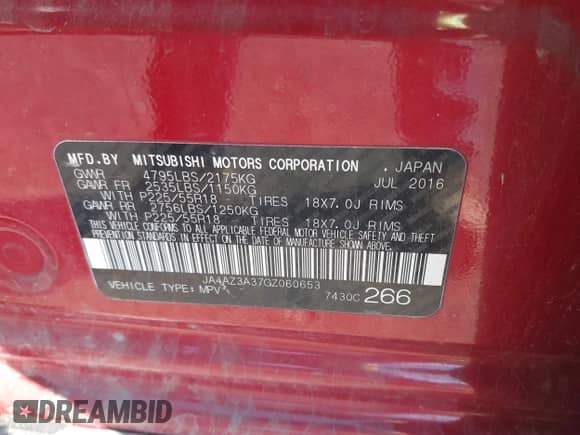 MFD.BY MITSUBISHI MOTORS CORPORATION . JAPAN
GVWR 4795LBS/2175KG JUL 2016
GAWR FR 2535LBS/1150KG
WITH P225/55R18 TIRES 18X7.0J RIMS
GAWR RR 2756LBS/1250KG
WITH P225/55R18 TIRES 18X7.0J RIMS
THIS VEHICLE CONFORMS TO ALL APPLICABLE FEDERAL MOTOR VEHICLE SAFETY AND THEFT
PREVENTION STANDARDS IN EFFECT ON THE DATE OF MANUFACTURE SHOWN ABOVE.
JA4AZ3A37GZ060653
VEHICLE TYPE: MPV* 7430C 266
DREAMBID